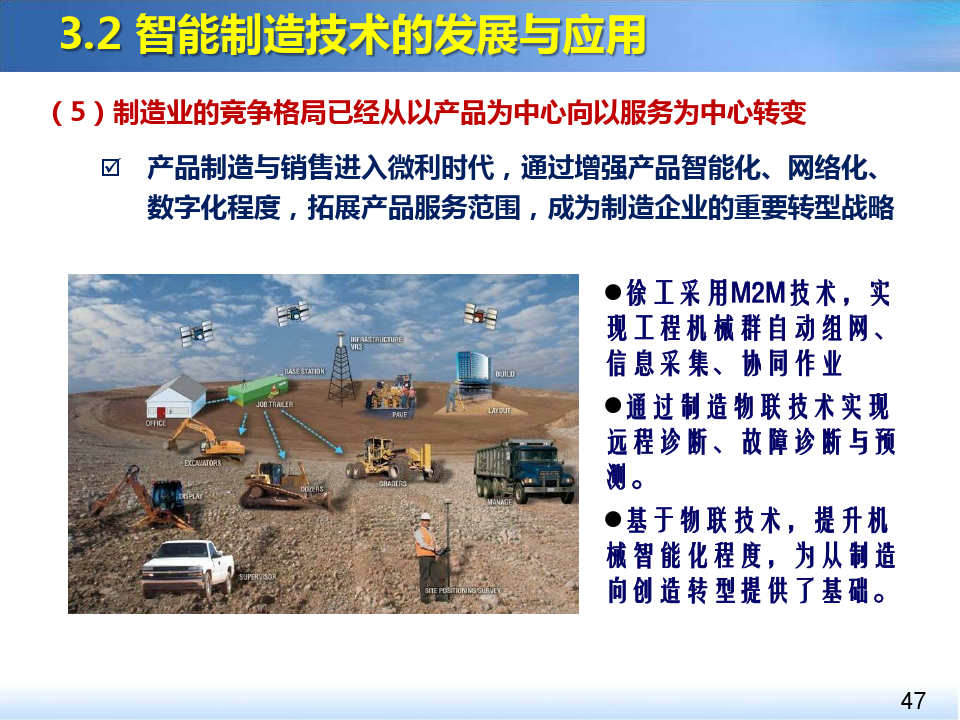 3.2 智能制造技术的发展与应用
（5）制造业的竞争格局已经从以产品为中心向以服务为中心转变
产品制造与销售进入微利时代，通过增强产品智能化、网络化、
数字化程度，拓展产品服务范围，成为制造企业的重要转型战略
INFRASTRUCTURE
VRS
BASE STATION
BUILD
JOB TRAILER
PAVE
LAYOUT
OFFICE
EXCAVATORS
DOZERS
GRADERS
DISPLAY
MANAGE
SUPERVISOR
SITE POSITIONING/SURVEY
●徐工采用M2M技术，实
现工程机械群自动组网、
信息采集、协同作业
●通过制造物联技术实现
远程诊断、故障诊断与预
测。
●基于物联技术，提升机
械智能化程度，为从制造
向创造转型提供了基础。
47